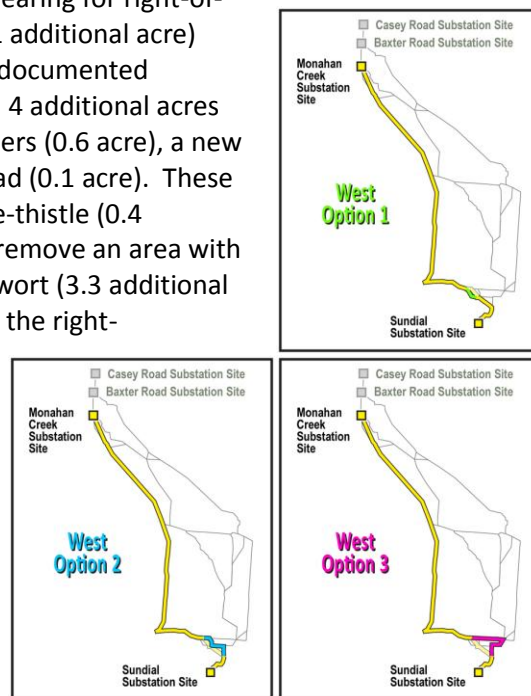 earing for right-of-
additional acre)
documented
4 additional acres
ers (0.6 acre), a new
ad (0.1 acre). These
e-thistle (0.4
remove an area with
wort (3.3 additional
the right-
Casey Road Substation Site
Baxter Road Substation Site
Monahan
Creek
Substation
Site
West
Option 1
Sundial
Substation Site
Casey Road Substation Site
Baxter Road Substation Site
Monahan
Creek
Substation
Site
West
Option 2
Sundial
Substation Site
Casey Road Substation Site
Baxter Road Substation Site
Monahan
Creek
Substation
Site
West
Option 3
Sundial
Substation Site